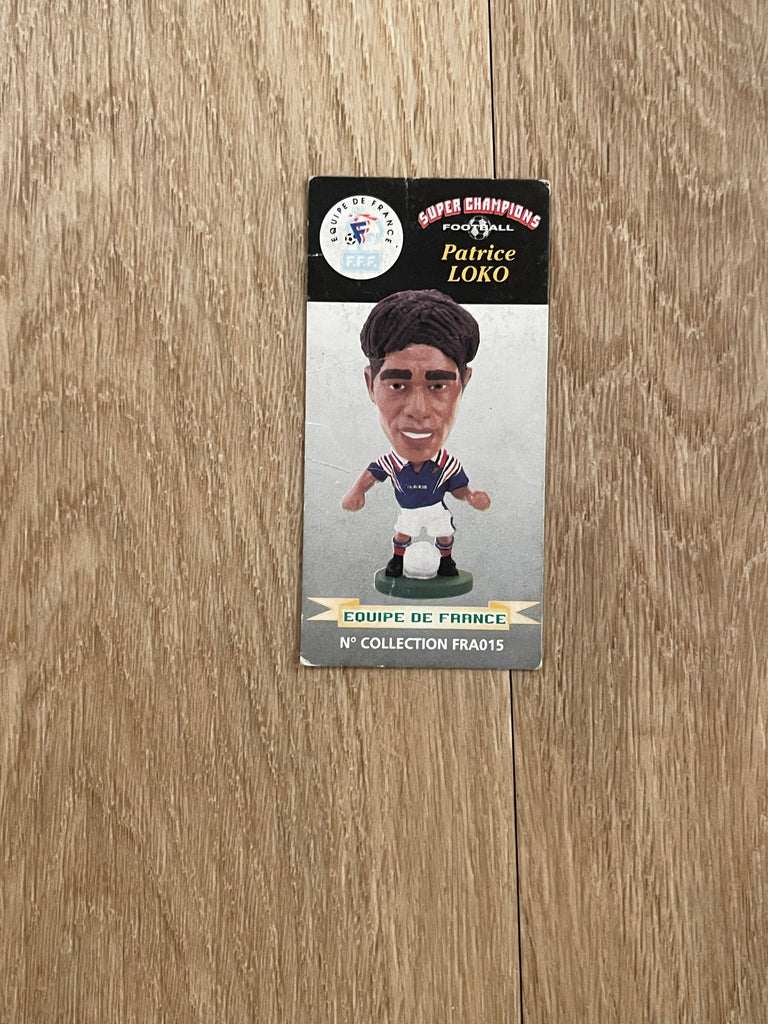 EQUIPE DE FRANCE
F
F.F.F.
SUPER CHAMPIONS
FOOTBALL
Patrice
LOKO
EQUIPE DE FRANCE
N° COLLECTION FRA015